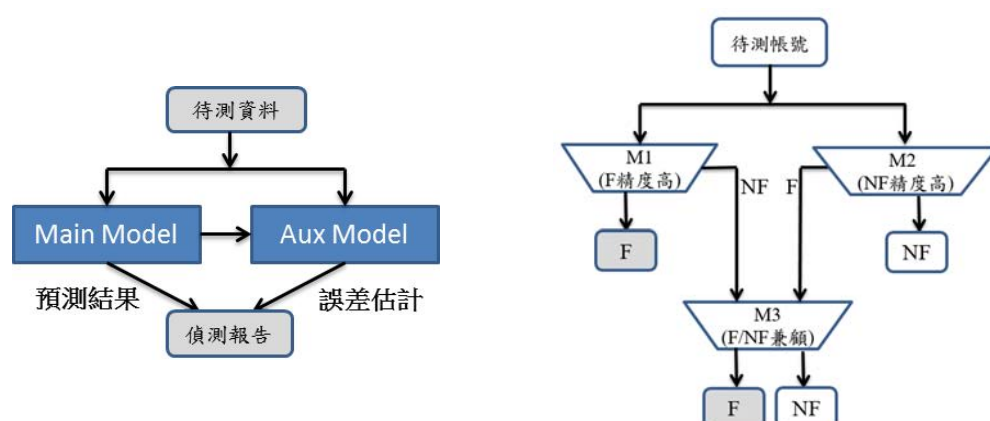 待測資料
Main Model
Aux Model
預測結果
誤差估計
偵測報告
待測帳號
M1
(F精度高)
M2
(NF精度高)
NF
F
F
NF
M3
(F/NF兼顧)
F
NF